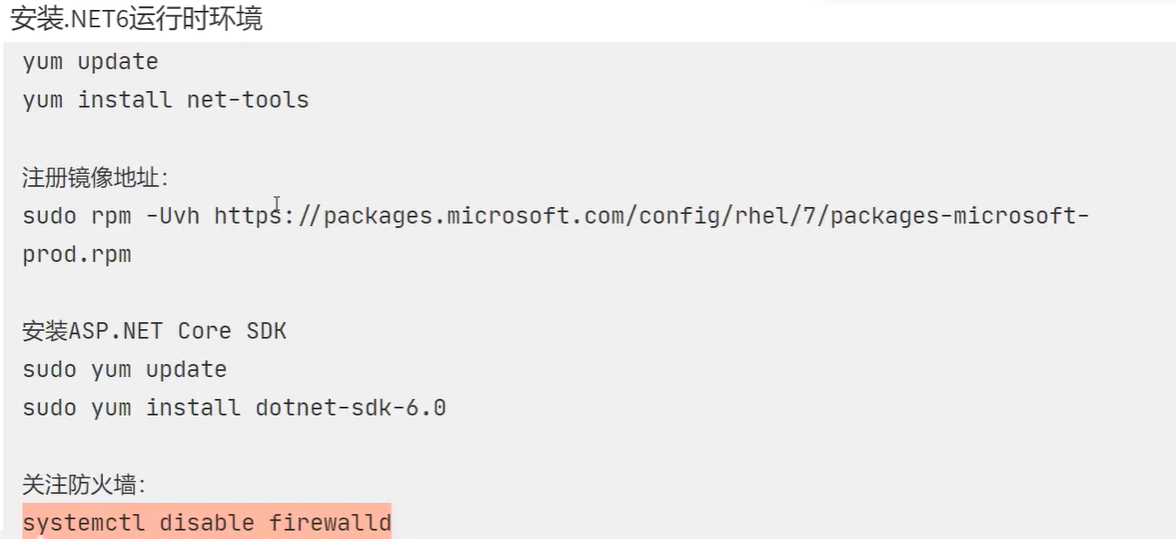 安装.NET6运行时环境
yum update
yum install net-tools
注册镜像地址：
sudo rpm -Uvh https://packages.microsoft.com/config/rhel/7/packages-microsoft-
prod.rpm
安装ASP.NET Core SDK
sudo yum update
sudo yum install dotnet-sdk-6.0
关注防火墙：
systemctl disable firewalld